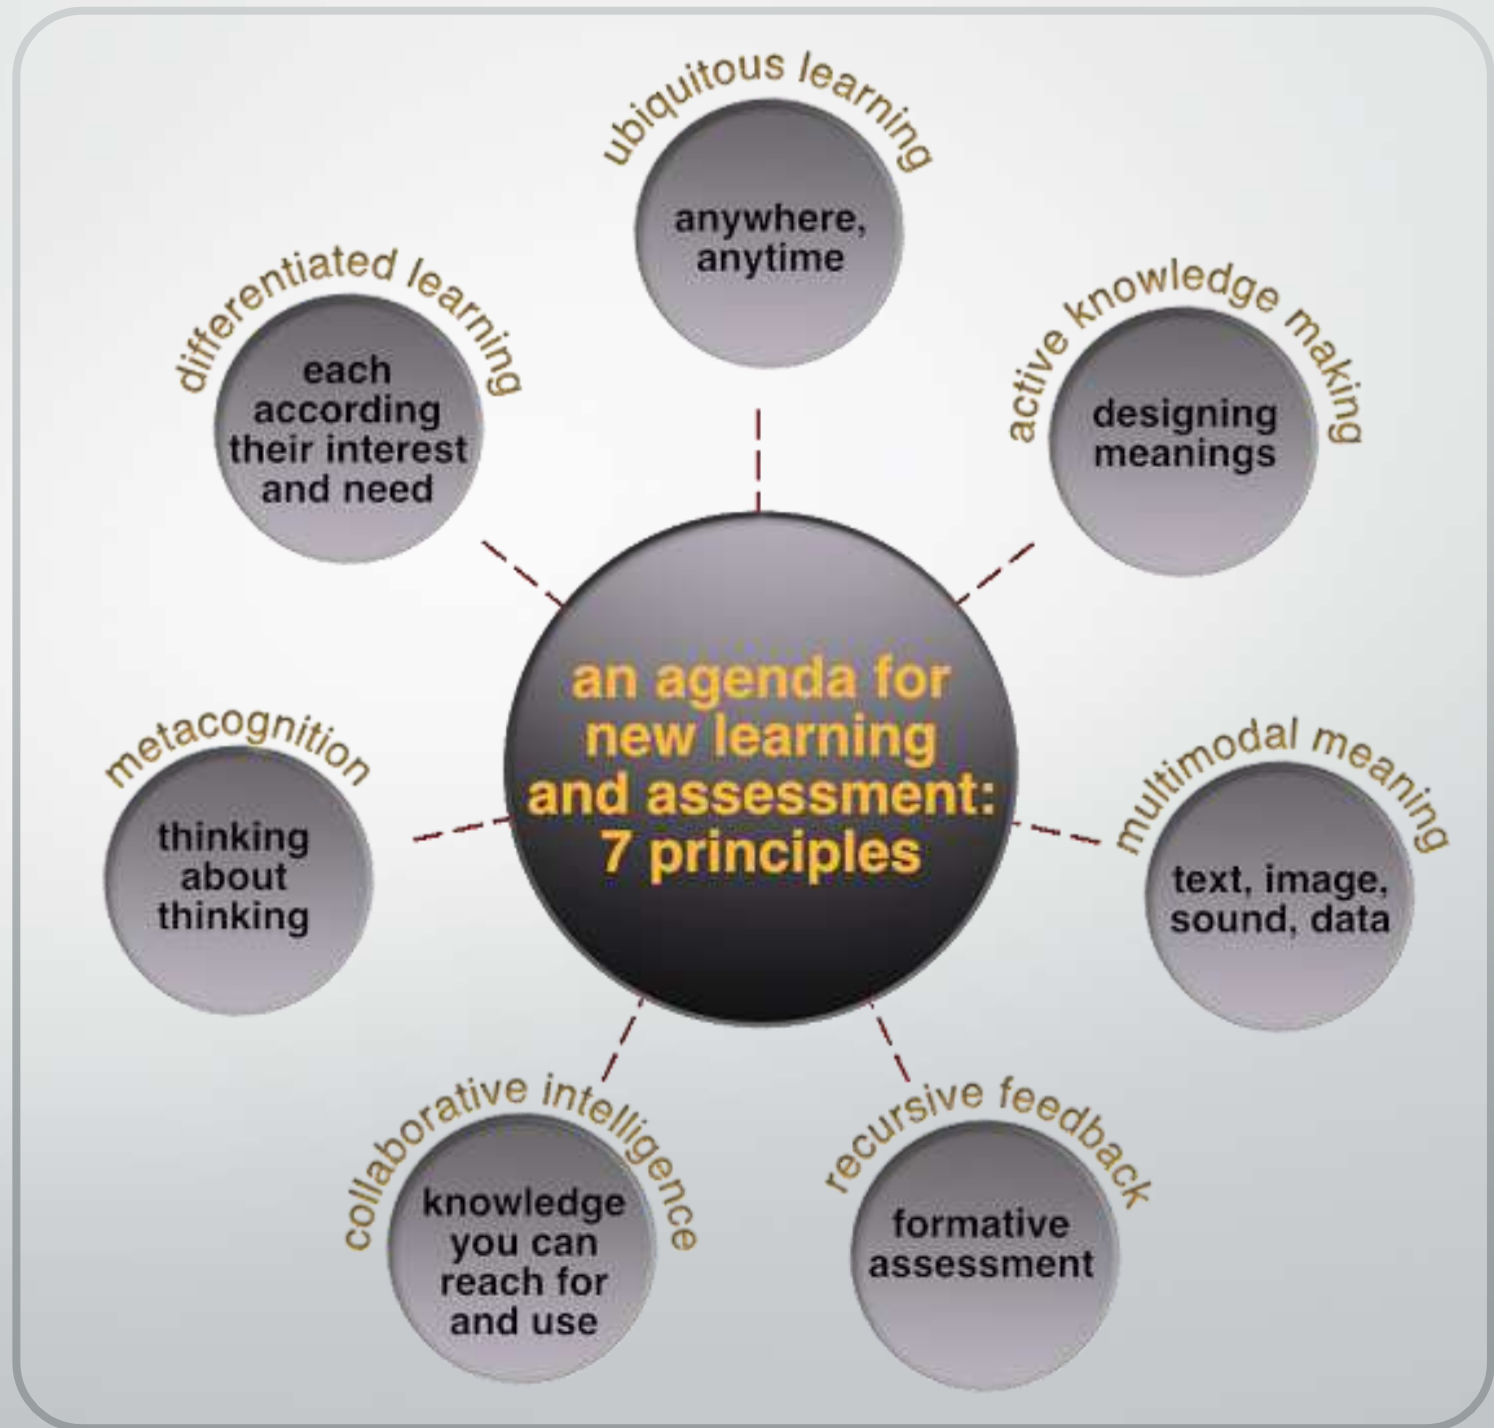 ubiquitous learning
anywhere,
anytime
active knowledge making
designing
meanings
multimodal meaning
text, image,
sound, data
recursive feedback
formative
assessment
collaborative intelligence
knowledge
you can
reach for
and use
metacognition
thinking
about
thinking
differentiated learning
each
according
their interest
and need
an agenda for
new learning
and assessment:
7 principles